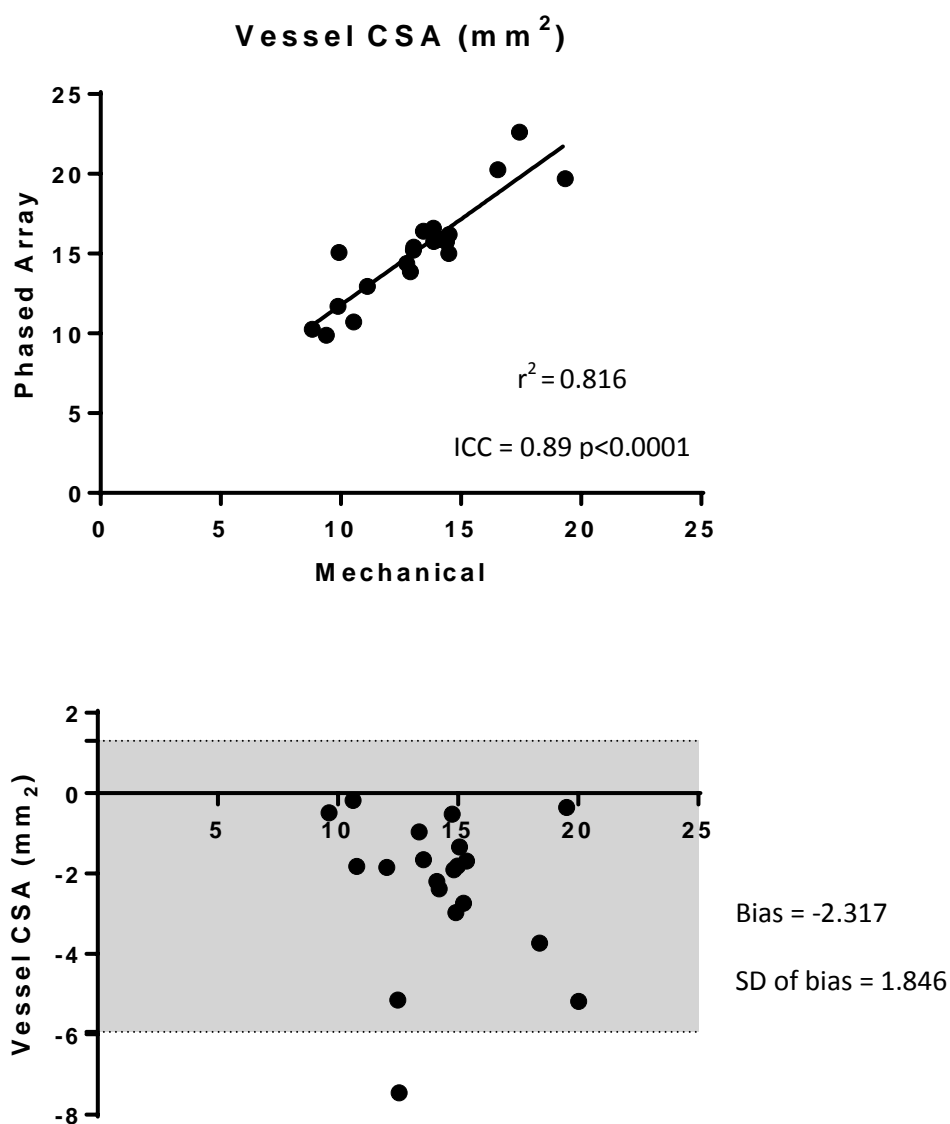 Vessel CSA (mm²)
25
20
15
10
5
0
Phased Array
r² = 0.816
ICC = 0.89 p<0.0001
0 5 10 15 20 25
Mechanical
2
0
-2
-4
-6
-8
Vessel CSA (mm₂)
5 10 15 20 25
Bias = -2.317
SD of bias = 1.846